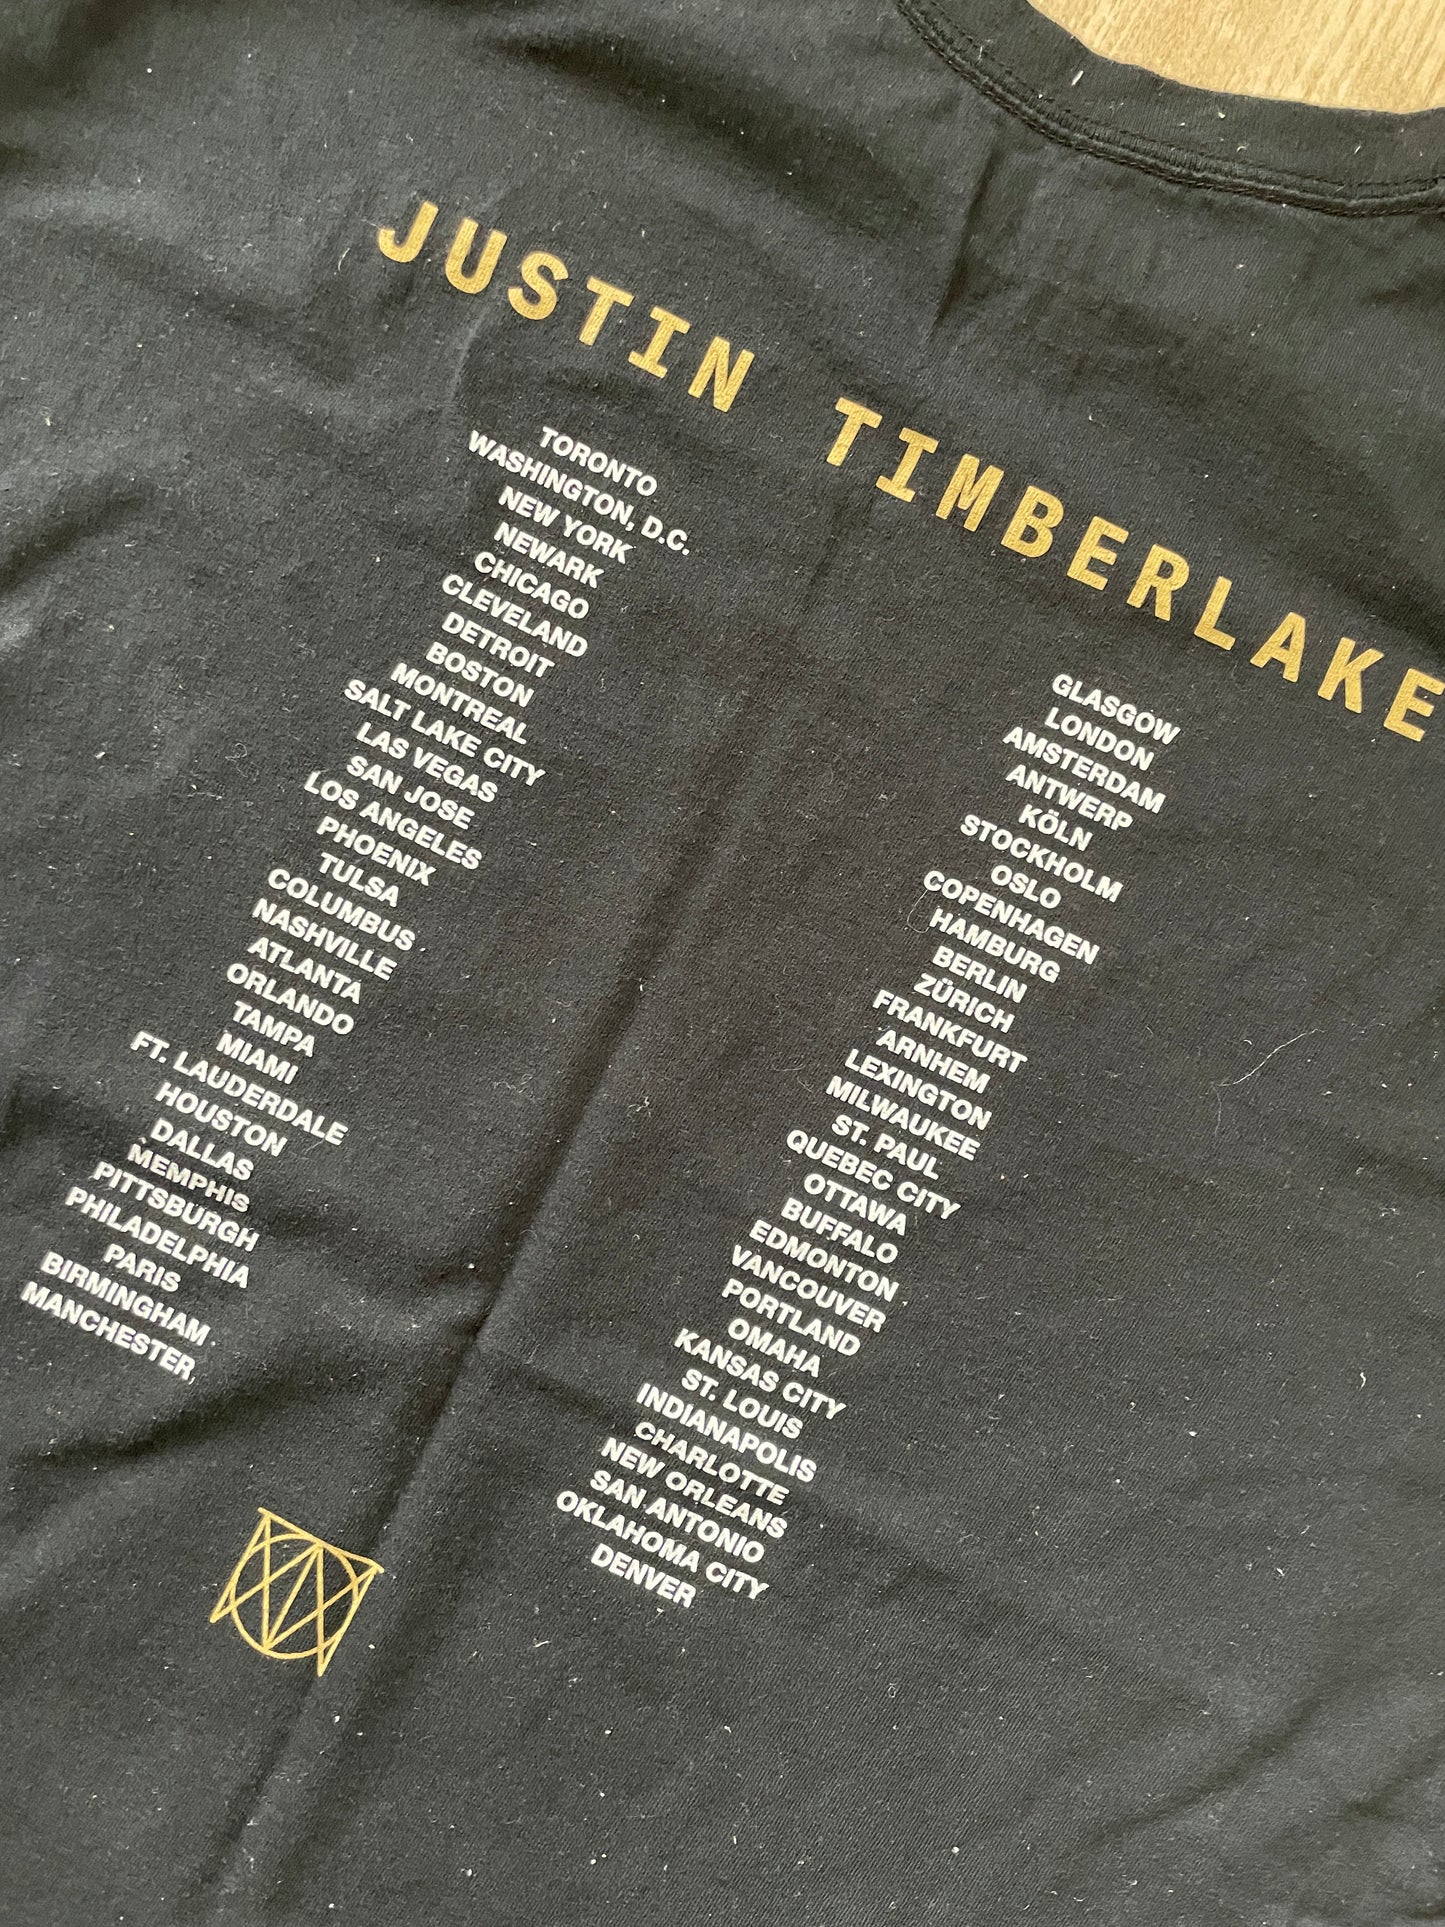 JUSTIN TIMBERLAKE
TORONTO
WASHINGTON, D.C.
NEW YORK
NEWARK
CHICAGO
CLEVELAND
DETROIT
BOSTON
MONTREAL
SALT LAKE CITY
LAS VEGAS
SAN JOSE
LOS ANGELES
PHOENIX
TULSA
COLUMBUS
NASHVILLE
ATLANTA
ORLANDO
TAMPA
MIAMI
FT. LAUDERDALE
HOUSTON
DALLAS
MEMPHIS
PITTSBURGH
PHILADELPHIA
PARIS
BIRMINGHAM
MANCHESTER
GLASGOW
LONDON
AMSTERDAM
ANTWERP
KÖLN
STOCKHOLM
OSLO
COPENHAGEN
HAMBURG
BERLIN
ZÜRICH
FRANKFURT
ARNHEM
LEXINGTON
MILWAUKEE
ST. PAUL
QUEBEC CITY
OTTAWA
BUFFALO
EDMONTON
VANCOUVER
PORTLAND
OMAHA
KANSAS CITY
ST. LOUIS
INDIANAPOLIS
CHARLOTTE
NEW ORLEANS
SAN ANTONIO
OKLAHOMA CITY
DENVER